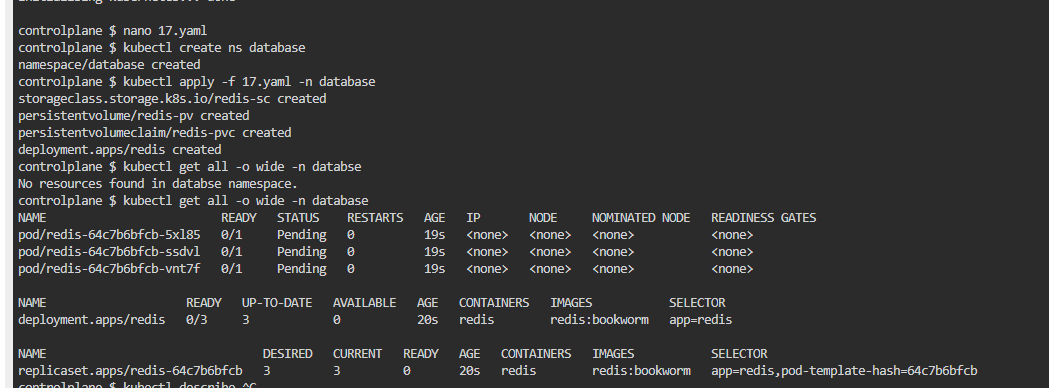 initialising Kubernetes... done
controlplane $ nano 17.yaml
controlplane $ kubectl create ns database
namespace/database created
controlplane $ kubectl apply -f 17.yaml -n database
storageclass.storage.k8s.io/redis-sc created
persistentvolume/redis-pv created
persistentvolumeclaim/redis-pvc created
deployment.apps/redis created
controlplane $ kubectl get all -o wide -n databse
No resources found in databse namespace.
controlplane $ kubectl get all -o wide -n database
NAME READY STATUS RESTARTS AGE IP NODE NOMINATED NODE READINESS GATES
pod/redis-64c7b6bfcb-5xl85 0/1 Pending 0 19s <none> <none> <none> <none>
pod/redis-64c7b6bfcb-ssdvl 0/1 Pending 0 19s <none> <none> <none> <none>
pod/redis-64c7b6bfcb-vnt7f 0/1 Pending 0 19s <none> <none> <none> <none>
NAME READY UP-TO-DATE AVAILABLE AGE CONTAINERS IMAGES SELECTOR
deployment.apps/redis 0/3 3 0 20s redis redis:bookworm app=redis
NAME DESIRED CURRENT READY AGE CONTAINERS IMAGES SELECTOR
replicaset.apps/redis-64c7b6bfcb 3 3 0 20s redis redis:bookworm app=redis,pod-template-hash=64c7b6bfcb
controlplane $ kubectl describe ^C